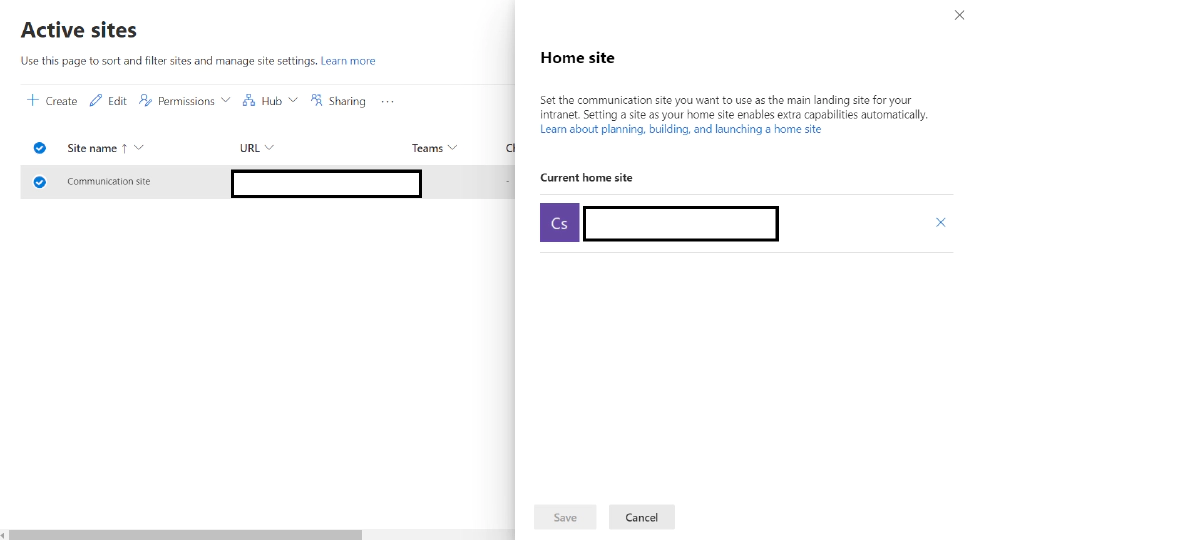 Active sites
Use this page to sort and filter sites and manage site settings. Learn more
Create Edit Permissions Hub Sharing ...
Site name ↑ URL Teams
Communication site -
Home site
Set the communication site you want to use as the main landing site for your
intranet. Setting a site as your home site enables extra capabilities automatically.
Learn about planning, building, and launching a home site
Current home site
Cs
Save Cancel